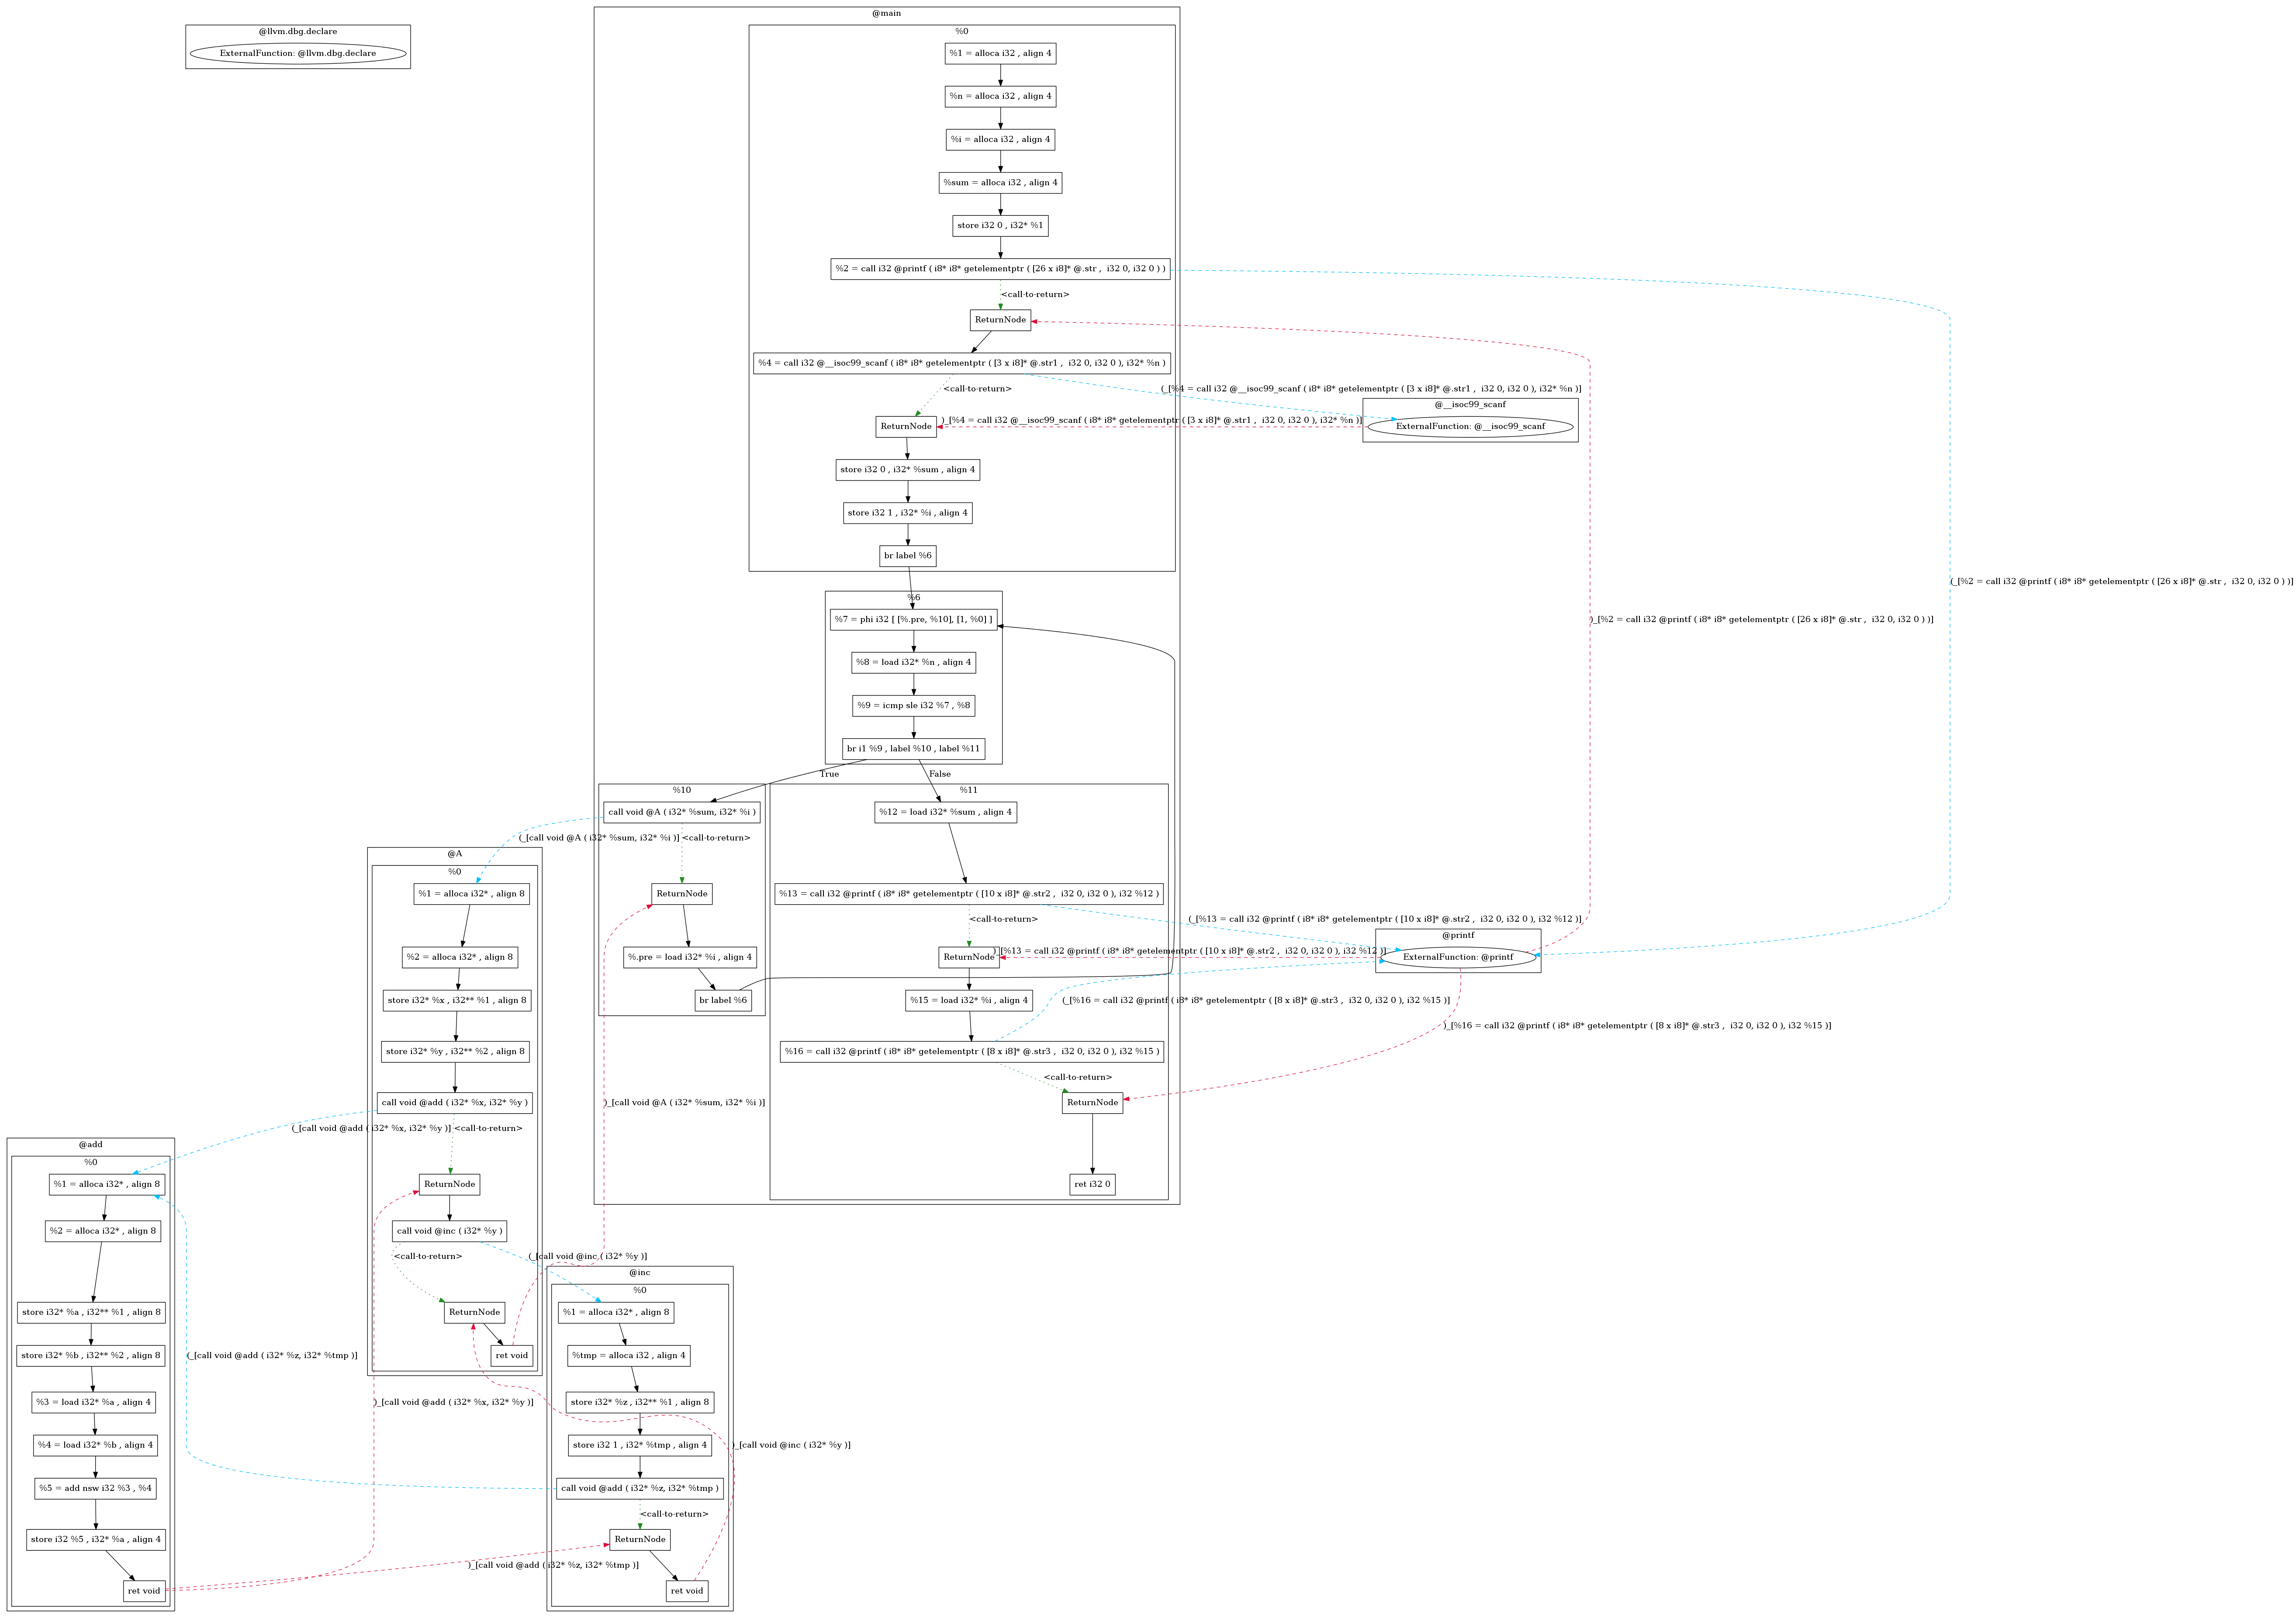 @llvm.dbg.declare
ExternalFunction: @llvm.dbg.declare
@main
%0
%1 = alloca i32 , align 4
%n = alloca i32 , align 4
%i = alloca i32 , align 4
%sum = alloca i32 , align 4
store i32 0 , i32* %1
%2 = call i32 @printf ( i8* i8* getelementptr ( [26 x i8]* @.str ,  i32 0, i32 0 ) )
<call-to-return>
ReturnNode
%4 = call i32 @__isoc99_scanf ( i8* i8* getelementptr ( [3 x i8]* @.str1 ,  i32 0, i32 0 ), i32* %n )
<call-to-return>
(_[%4 = call i32 @__isoc99_scanf ( i8* i8* getelementptr ( [3 x i8]* @.str1 ,  i32 0, i32 0 ), i32* %n )]
@__isoc99_scanf
ExternalFunction: @__isoc99_scanf
)_[%4 = call i32 @__isoc99_scanf ( i8* i8* getelementptr ( [3 x i8]* @.str1 ,  i32 0, i32 0 ), i32* %n )]
ReturnNode
store i32 0 , i32* %sum , align 4
store i32 1 , i32* %i , align 4
br label %6
(_[%2 = call i32 @printf ( i8* i8* getelementptr ( [26 x i8]* @.str ,  i32 0, i32 0 ) )]
)_[%2 = call i32 @printf ( i8* i8* getelementptr ( [26 x i8]* @.str ,  i32 0, i32 0 ) )]
%6
%7 = phi i32 [ [%.pre, %10], [1, %0] ]
%8 = load i32* %n , align 4
%9 = icmp sle i32 %7 , %8
br i1 %9 , label %10 , label %11
True
False
%10
call void @A ( i32* %sum, i32* %i )
(_[call void @A ( i32* %sum, i32* %i )]
<call-to-return>
ReturnNode
%.pre = load i32* %i , align 4
br label %6
)_[call void @A ( i32* %sum, i32* %i )]
%11
%12 = load i32* %sum , align 4
%13 = call i32 @printf ( i8* i8* getelementptr ( [10 x i8]* @.str2 ,  i32 0, i32 0 ), i32 %12 )
<call-to-return>
(_[%13 = call i32 @printf ( i8* i8* getelementptr ( [10 x i8]* @.str2 ,  i32 0, i32 0 ), i32 %12 )]
@printf
ExternalFunction: @printf
)_[%13 = call i32 @printf ( i8* i8* getelementptr ( [10 x i8]* @.str2 ,  i32 0, i32 0 ), i32 %12 )]
ReturnNode
%15 = load i32* %i , align 4
(_[%16 = call i32 @printf ( i8* i8* getelementptr ( [8 x i8]* @.str3 ,  i32 0, i32 0 ), i32 %15 )]
)_[%16 = call i32 @printf ( i8* i8* getelementptr ( [8 x i8]* @.str3 ,  i32 0, i32 0 ), i32 %15 )]
%16 = call i32 @printf ( i8* i8* getelementptr ( [8 x i8]* @.str3 ,  i32 0, i32 0 ), i32 %15 )
<call-to-return>
ReturnNode
ret i32 0
@A
%0
%1 = alloca i32* , align 8
%2 = alloca i32* , align 8
store i32* %x , i32** %1 , align 8
store i32* %y , i32** %2 , align 8
call void @add ( i32* %x, i32* %y )
(_[call void @add ( i32* %x, i32* %y )]
<call-to-return>
ReturnNode
call void @inc ( i32* %y )
<call-to-return>
(_[call void @inc ( i32* %y )]
ReturnNode
ret void
@add
%0
%1 = alloca i32* , align 8
%2 = alloca i32* , align 8
store i32* %a , i32** %1 , align 8
store i32* %b , i32** %2 , align 8
(_[call void @add ( i32* %z, i32* %tmp )]
%3 = load i32* %a , align 4
)_[call void @add ( i32* %x, i32* %y )]
%4 = load i32* %b , align 4
%5 = add nsw i32 %3 , %4
store i32 %5 , i32* %a , align 4
ret void
)_[call void @add ( i32* %z, i32* %tmp )]
@inc
%0
%1 = alloca i32* , align 8
%tmp = alloca i32 , align 4
store i32* %z , i32** %1 , align 8
store i32 1 , i32* %tmp , align 4
)_[call void @inc ( i32* %y )]
call void @add ( i32* %z, i32* %tmp )
<call-to-return>
ReturnNode
ret void